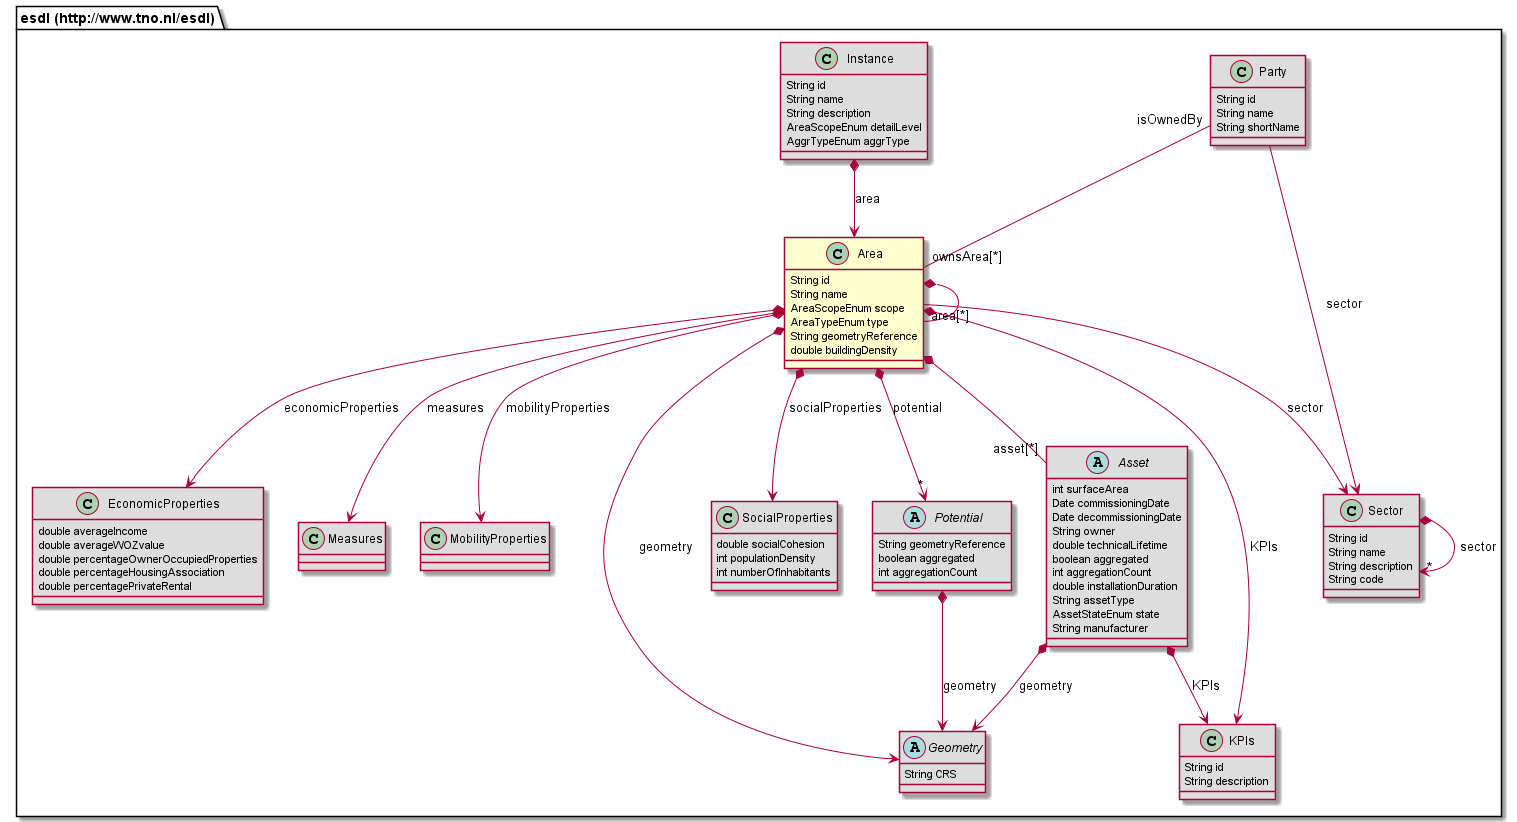 esdl (http://www.tno.nl/esdl)
C Instance
String id
String name
String description
AreaScopeEnum detailLevel
AggrTypeEnum aggrType
C Party
String id
String name
String shortName
isOwnedBy
area
C Area
String id
String name
AreaScopeEnum scope
AreaTypeEnum type
String geometryReference
double buildingDensity
ownsArea[*]
area[*]
sector
economicProperties
measures
mobilityProperties
socialProperties
potential
sector
asset[*]
*
C EconomicProperties
double averageIncome
double averageWOZvalue
double percentageOwnerOccupiedProperties
double percentageHousingAssociation
double percentagePrivateRental
C Measures
C MobilityProperties
C SocialProperties
double socialCohesion
int populationDensity
int numberOfInhabitants
A Potential
String geometryReference
boolean aggregated
int aggregationCount
A Asset
int surfaceArea
Date commissioningDate
Date decommissioningDate
String owner
double technicalLifetime
boolean aggregated
int aggregationCount
double installationDuration
String assetType
AssetStateEnum state
String manufacturer
C Sector
String id
String name
String description
String code
sector
*
geometry
KPIs
geometry
geometry
KPIs
A Geometry
String CRS
C KPIs
String id
String description